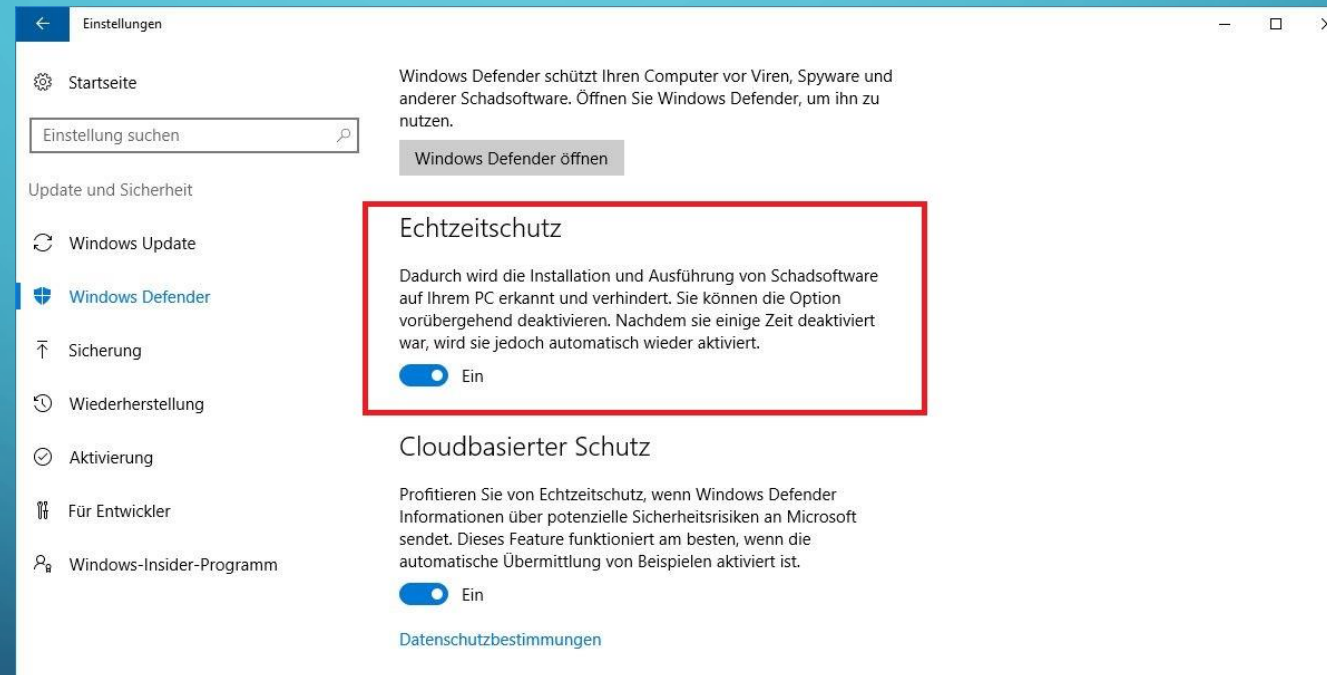 Einstellungen
Startseite
Einstellung suchen
Update und Sicherheit
Windows Update
Windows Defender
Sicherung
Wiederherstellung
Aktivierung
Für Entwickler
Windows-Insider-Programm
Windows Defender schützt Ihren Computer vor Viren, Spyware und
anderer Schadsoftware. Öffnen Sie Windows Defender, um ihn zu
nutzen.
Windows Defender öffnen
Echtzeitschutz
Dadurch wird die Installation und Ausführung von Schadsoftware
auf Ihrem PC erkannt und verhindert. Sie können die Option
vorübergehend deaktivieren. Nachdem sie einige Zeit deaktiviert
war, wird sie jedoch automatisch wieder aktiviert.
Ein
Cloudbasierter Schutz
Profitieren Sie von Echtzeitschutz, wenn Windows Defender
Informationen über potenzielle Sicherheitsrisiken an Microsoft
sendet. Dieses Feature funktioniert am besten, wenn die
automatische Übermittlung von Beispielen aktiviert ist.
Ein
Datenschutzbestimmungen